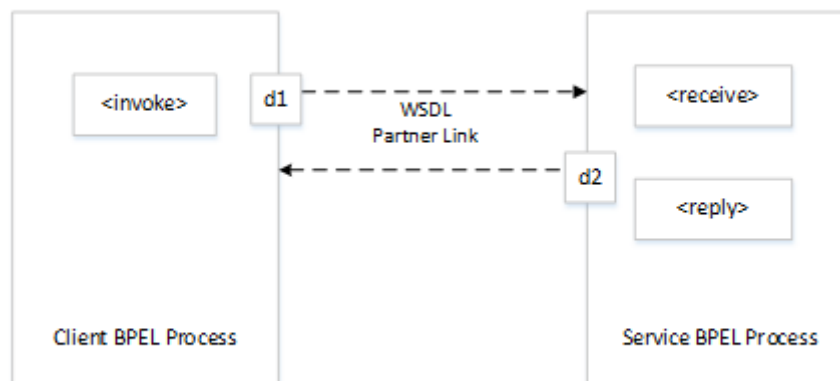 <invoke>
d1
WSDL
Partner Link
<receive>
d2
<reply>
Client BPEL Process
Service BPEL Process